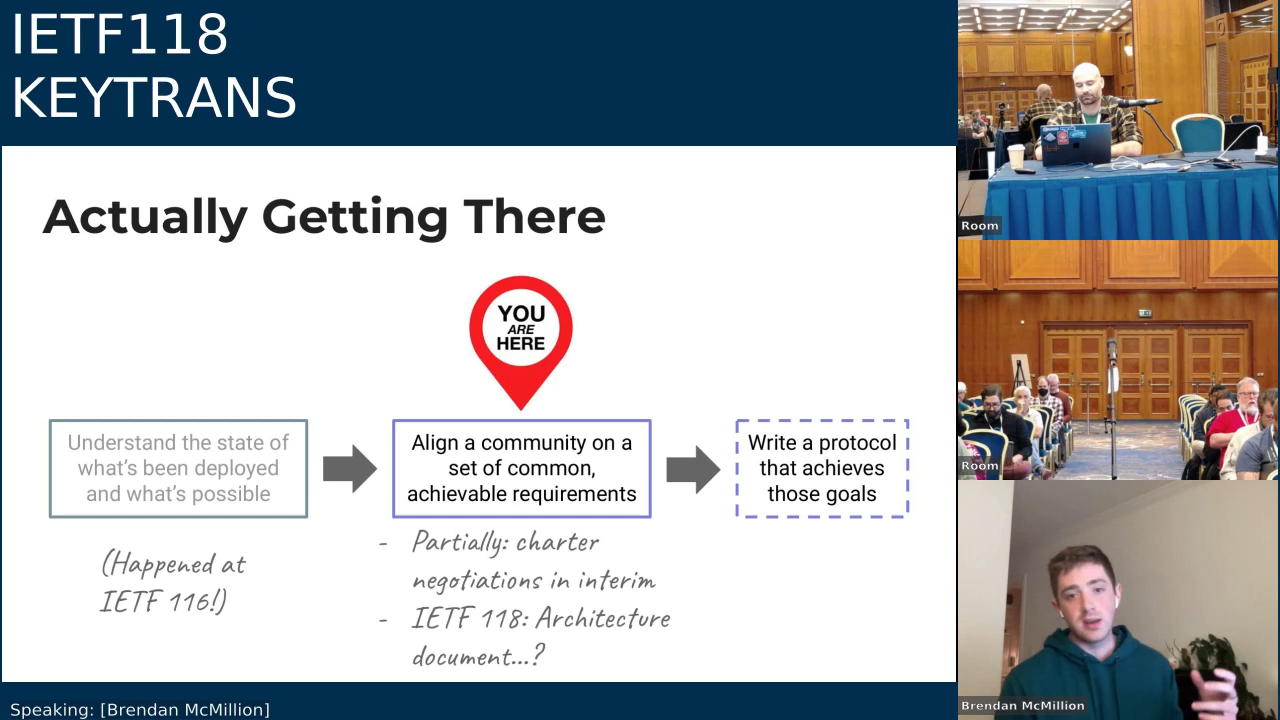 IETF118
KEYTRANS
Actually Getting There
YOU
ARE
HERE
Understand the state of
what's been deployed
and what's possible
Align a community on a
set of common,
achievable requirements
Write a protocol
that achieves
those goals
(Happened at
IETF 116!)
- Partially: charter
negotiations in interim
- IETF 118: Architecture
document...?
Speaking: [Brendan McMillion]
Room
Room
Brendan McMillion